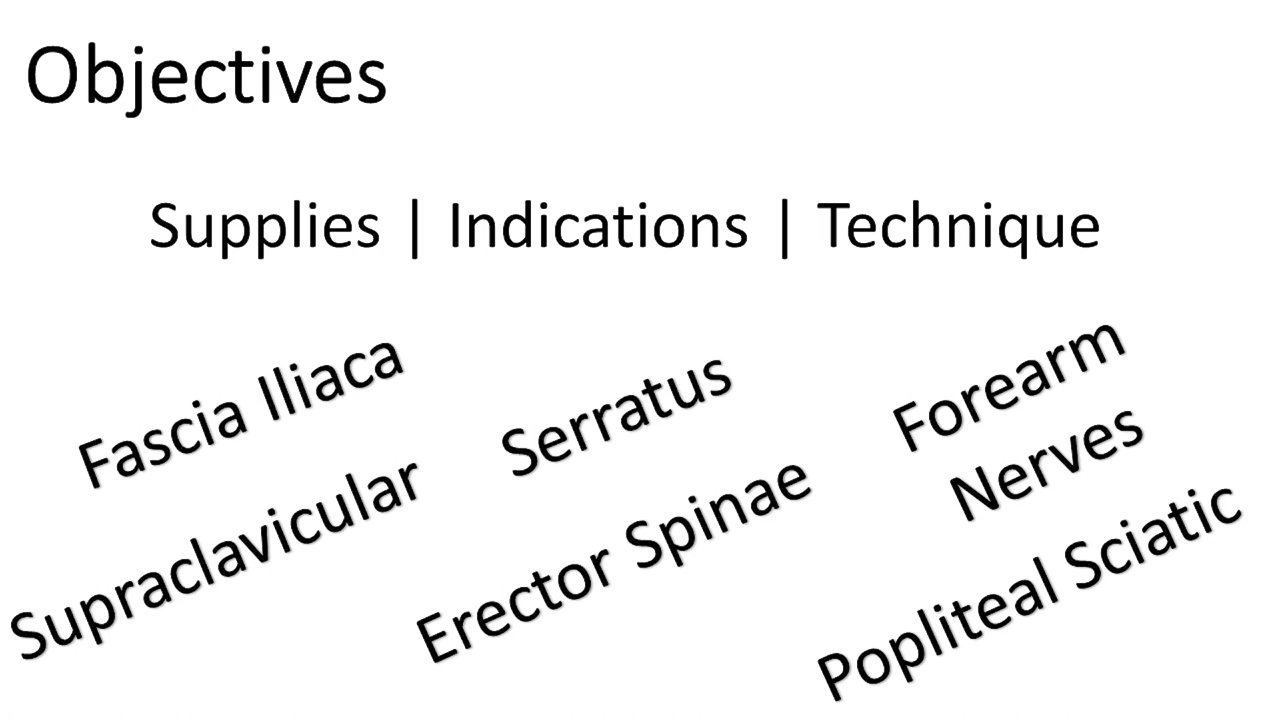 Objectives
Supplies | Indications | Technique
Fascia Iliaca
Serratus
Forearm
Nerves
Supraclavicular
Erector Spinae
Popliteal Sciatic